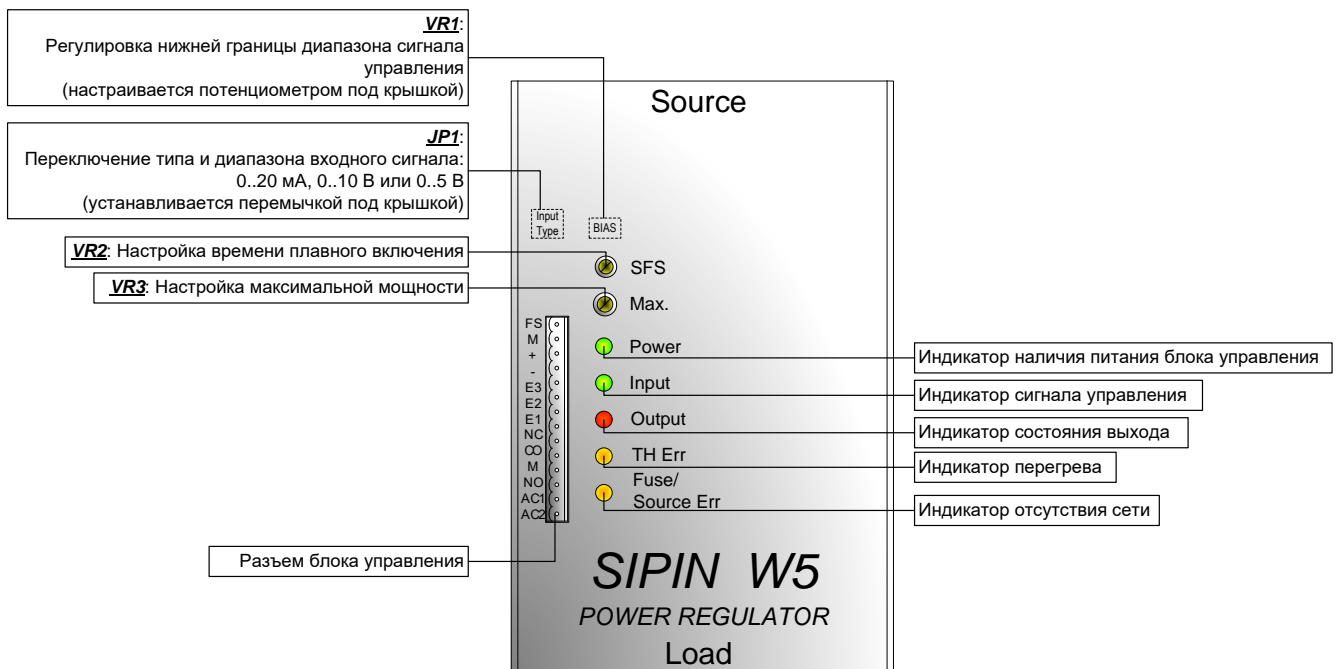 VR1:
Регулировка нижней границы диапазона сигнала
управления
(настраивается потенциометром под крышкой)
JP1:
Переключение типа и диапазона входного сигнала:
0..20 мА, 0..10 В или 0..5 В
(устанавливается перемычкой под крышкой)
VR2: Настройка времени плавного включения
VR3: Настройка максимальной мощности
Разъем блока управления
Source
Input
Type
BIAS
SFS
Max.
FS
M
+
-
E3
E2
E1
NC
CO
M
NO
AC1
AC2
Power
Input
Output
TH Err
Fuse/
Source Err
SIPIN W5
POWER REGULATOR
Load
Индикатор наличия питания блока управления
Индикатор сигнала управления
Индикатор состояния выхода
Индикатор перегрева
Индикатор отсутствия сети